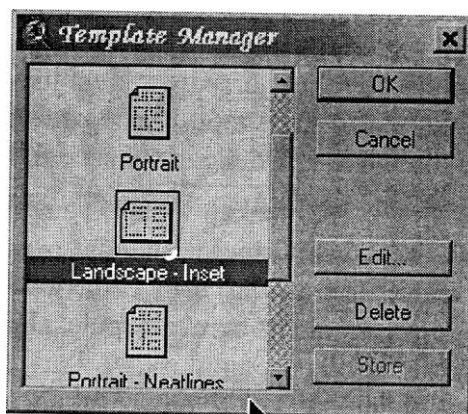 Template Manager
Portrait
Landscape - Inset
Portrait - Neatlines
OK
Cancel
Edit...
Delete
Store